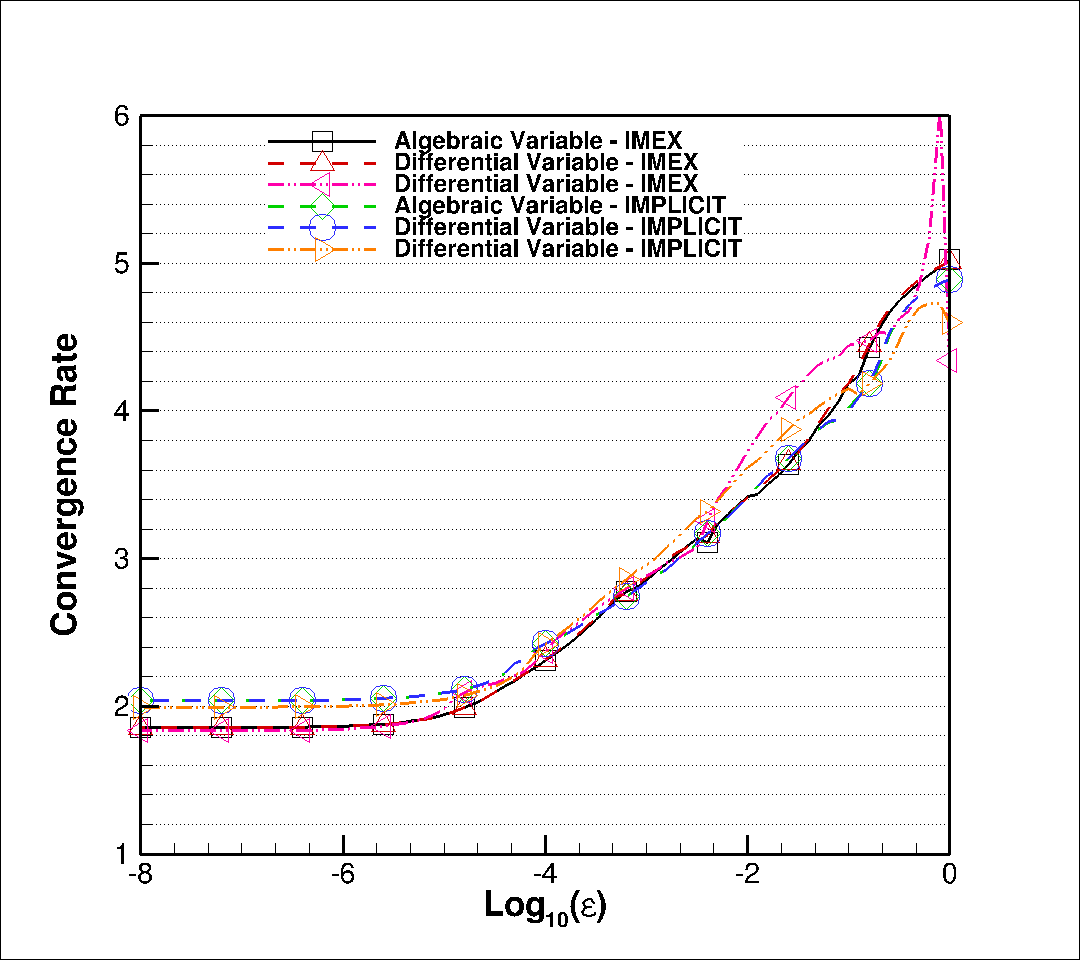 6
Algebraic Variable - IMEX
Differential Variable - IMEX
Differential Variable - IMEX
Algebraic Variable - IMPLICIT
Differential Variable - IMPLICIT
Differential Variable - IMPLICIT
5
4
3
2
1
Convergence Rate
-8 -6 -4 -2 0
Log10(ε)